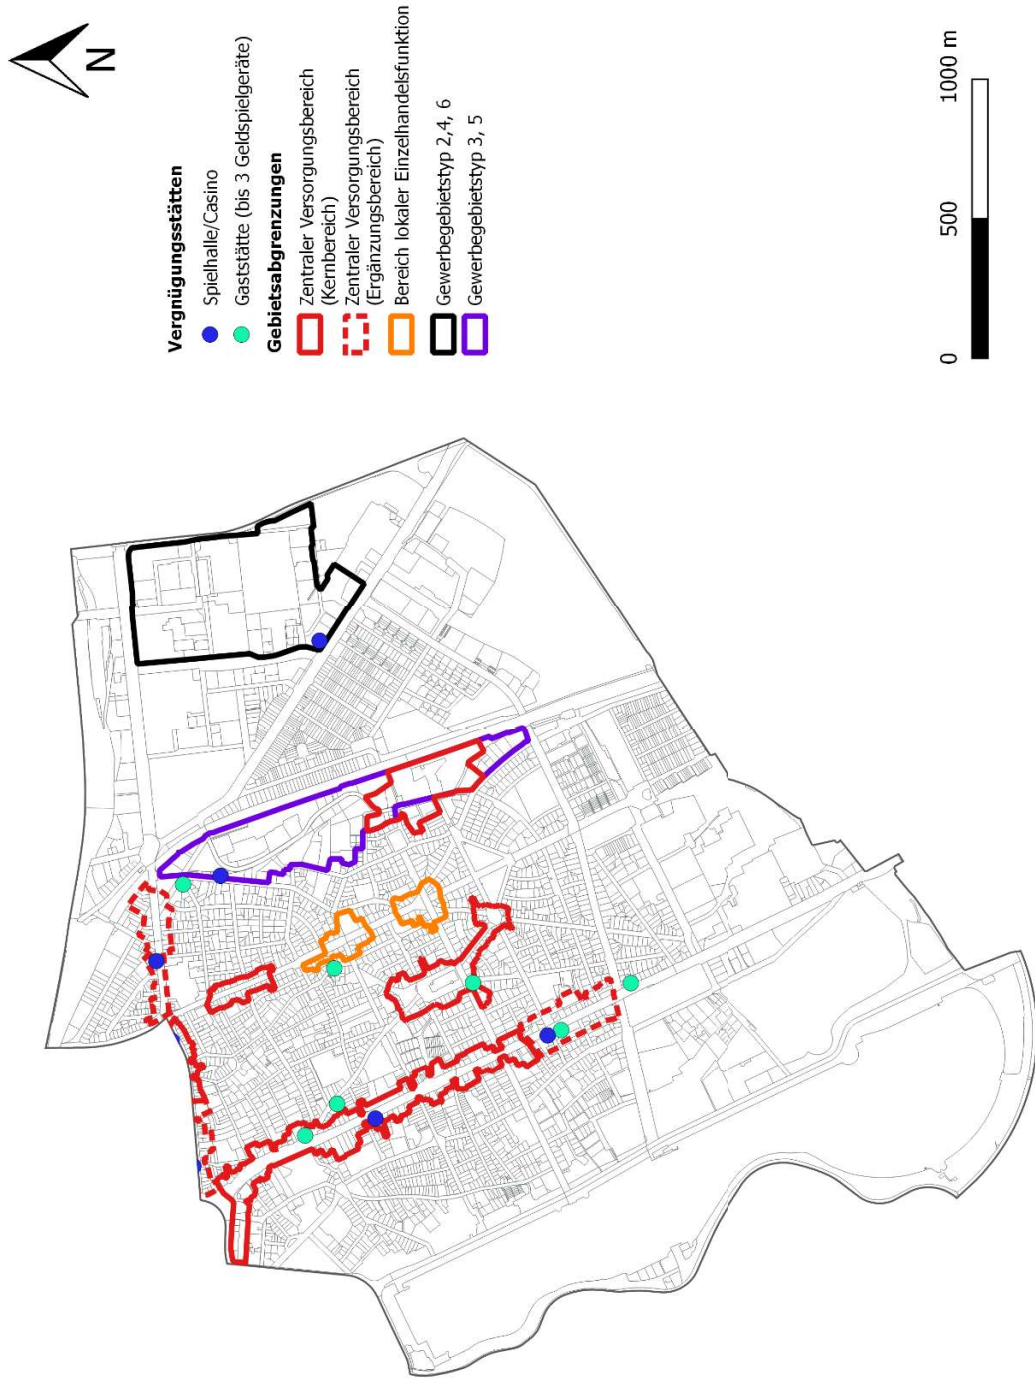 N
Vergnügungsstätten
Spielhalle/Casino
Gaststätte (bis 3 Geldspielgeräte)
Gebietsabgrenzungen
Zentraler Versorgungsbereich
(Kernbereich)
Zentraler Versorgungsbereich
(Ergänzungsbereich)
Bereich lokaler Einzelhandelsfunktion
Gewerbegebietstyp 2,4, 6
Gewerbegebietstyp 3, 5
0 500 1000 m